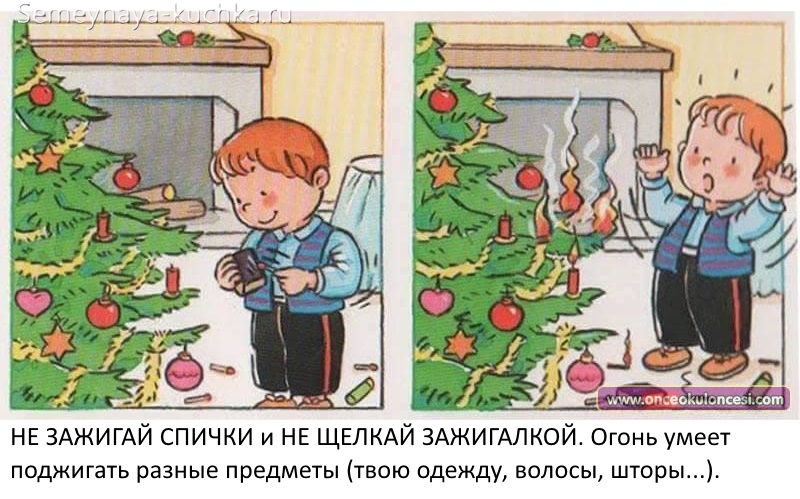 Semeynaya-kuchka.ru
www.onceokuloncesi.com
НЕ ЗАЖИГАЙ СПИЧКИ и НЕ ЩЕЛКАЙ ЗАЖИГАЛКОЙ. Огонь умеет
поджигать разные предметы (твою одежду, волосы, шторы...).